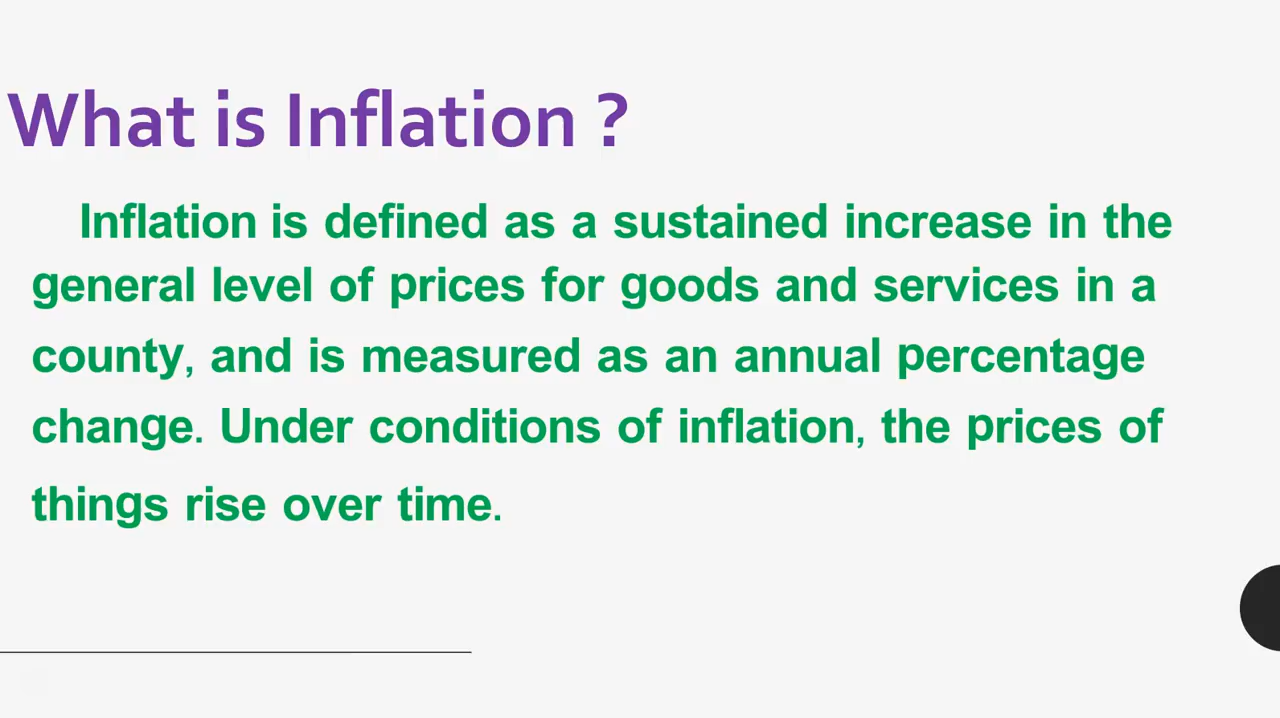 What is Inflation ?
Inflation is defined as a sustained increase in the
general level of prices for goods and services in a
county, and is measured as an annual percentage
change. Under conditions of inflation, the prices of
things rise over time.